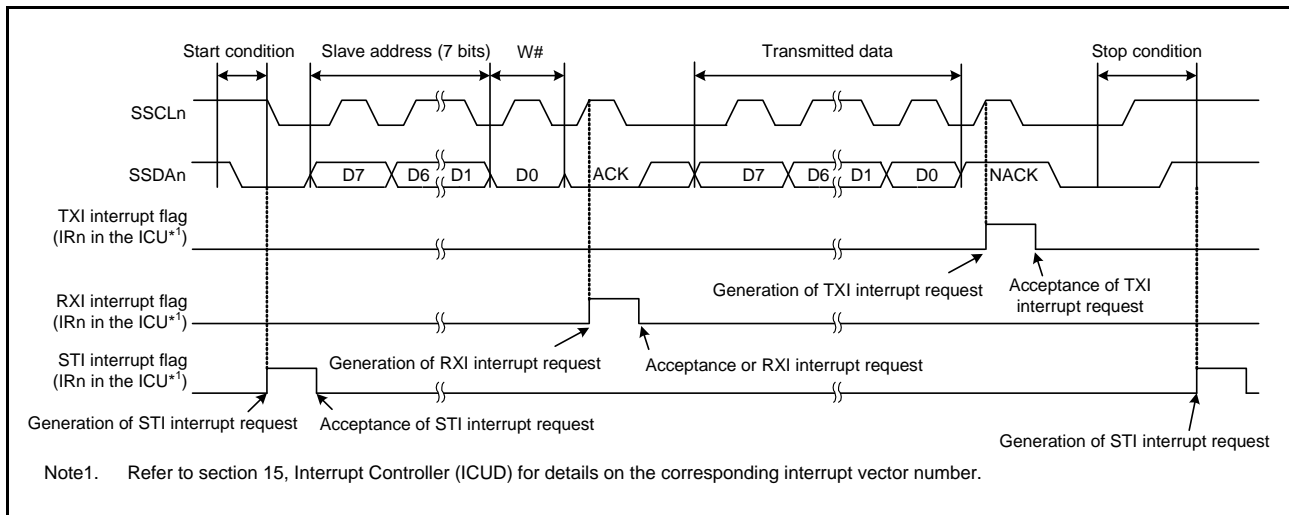 Start condition
Slave address (7 bits)
W#
Transmitted data
Stop condition
SSCLn
SSDAn
D7
D6
D1
D0
ACK
D7
D6
D1
D0
NACK
TXI interrupt flag
(IRn in the ICU*1)
Generation of TXI interrupt request
Acceptance of TXI
interrupt request
RXI interrupt flag
(IRn in the ICU*1)
Generation of RXI interrupt request
Acceptance or RXI interrupt request
STI interrupt flag
(IRn in the ICU*1)
Generation of STI interrupt request
Acceptance of STI interrupt request
Generation of STI interrupt request
Note1. Refer to section 15, Interrupt Controller (ICUD) for details on the corresponding interrupt vector number.